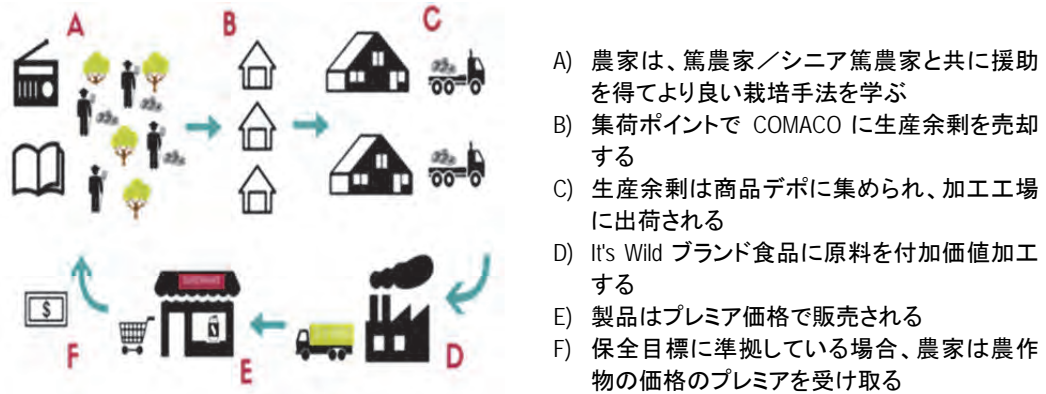 A
B
C
A) 農家は、篤農家／シニア篤農家と共に援助
を得てより良い栽培手法を学ぶ
B) 集荷ポイントで COMACO に生産余剰を売却
する
C) 生産余剰は商品デポに集められ、加工工場
に出荷される
D) It's Wild ブランド食品に原料を付加価値加工
する
E) 製品はプレミア価格で販売される
F) 保全目標に準拠している場合、農家は農作
物の価格のプレミアを受け取る
$
F
E
D